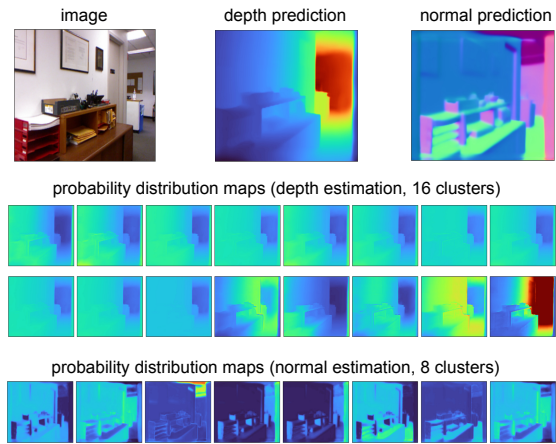 image depth prediction normal prediction
probability distribution maps (depth estimation, 16 clusters)
probability distribution maps (normal estimation, 8 clusters)